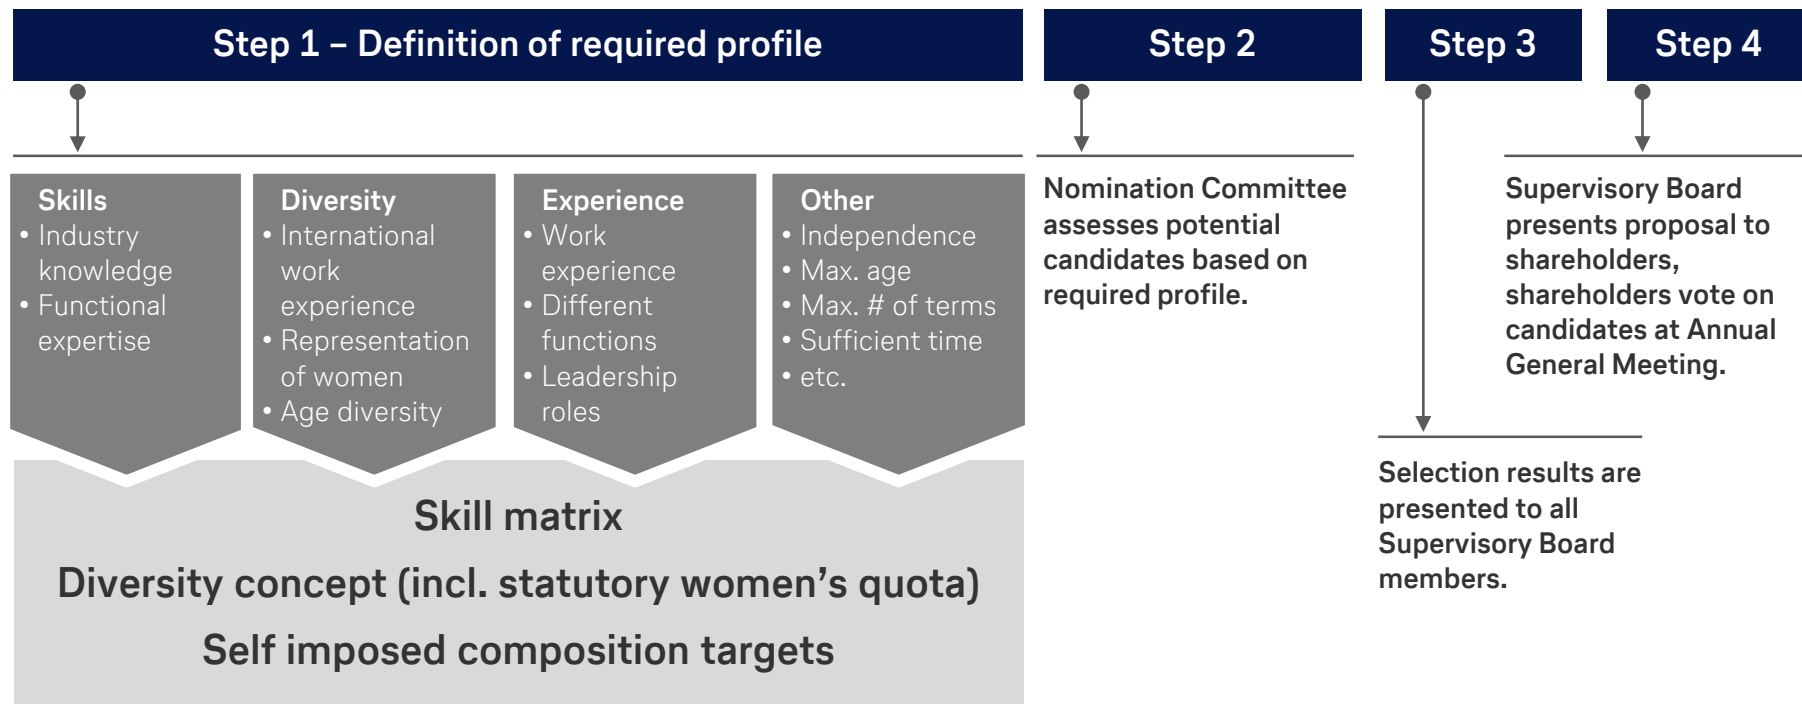 Step 1 – Definition of required profile
Skills
• Industry
knowledge
• Functional
expertise
Diversity
• International
work
experience
• Representation
of women
• Age diversity
Experience
• Work
experience
• Different
functions
• Leadership
roles
Other
• Independence
• Max. age
• Max. # of terms
• Sufficient time
• etc.
Skill matrix
Diversity concept (incl. statutory women’s quota)
Self imposed composition targets
Step 2
Nomination Committee
assesses potential
candidates based on
required profile.
Step 3
Selection results are
presented to all
Supervisory Board
members.
Step 4
Supervisory Board
presents proposal to
shareholders,
shareholders vote on
candidates at Annual
General Meeting.